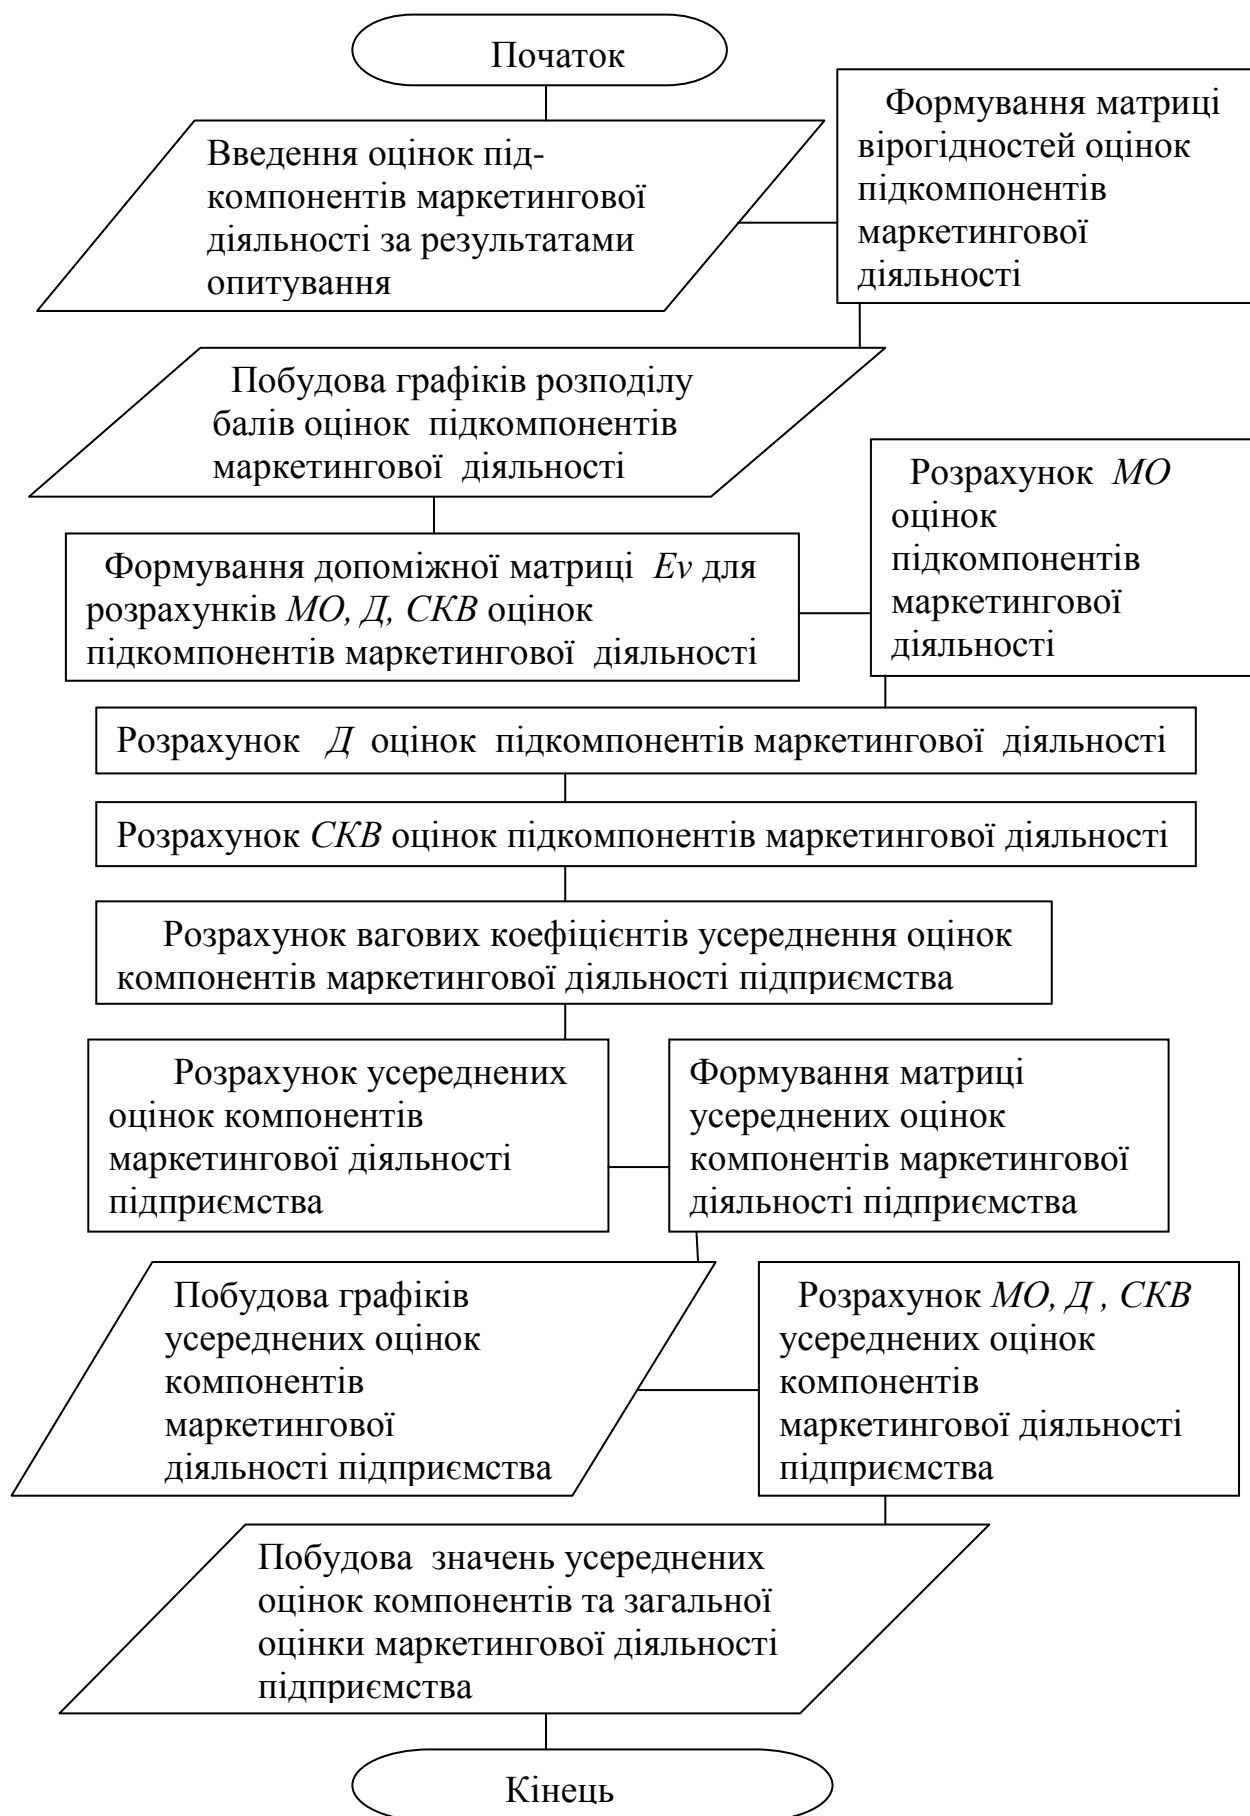 Початок
Введення оцінок під-
компонентів маркетингової
діяльності за результатами
опитування
Формування матриці
вірогідностей оцінок
підкомпонентів
маркетингової
діяльності
Побудова графіків розподілу
балів оцінок підкомпонентів
маркетингової діяльності
Формування допоміжної матриці Ev для
розрахунків МО, Д, СКВ оцінок
підкомпонентів маркетингової діяльності
Розрахунок МО
оцінок
підкомпонентів
маркетингової
діяльності
Розрахунок Д оцінок підкомпонентів маркетингової діяльності
Розрахунок СКВ оцінок підкомпонентів маркетингової діяльності
Розрахунок вагових коефіцієнтів усереднення оцінок
компонентів маркетингової діяльності підприємства
Розрахунок усереднених
оцінок компонентів
маркетингової діяльності
підприємства
Формування матриці
усереднених оцінок
компонентів маркетингової
діяльності підприємства
Побудова графіків
усереднених оцінок
компонентів
маркетингової
діяльності підприємства
Розрахунок МО, Д , СКВ
усереднених оцінок
компонентів
маркетингової діяльності
підприємства
Побудова значень усереднених
оцінок компонентів та загальної
оцінки маркетингової діяльності
підприємства
Кінець